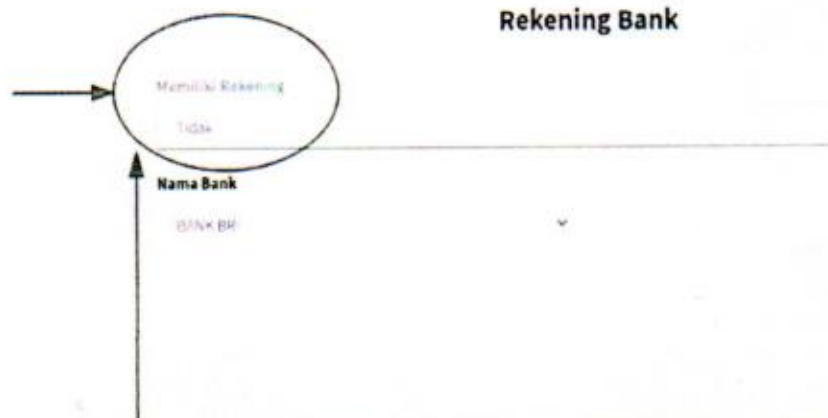 Rekening Bank
Memiliki Rekening
Tidak
Nama Bank
BANK BRI